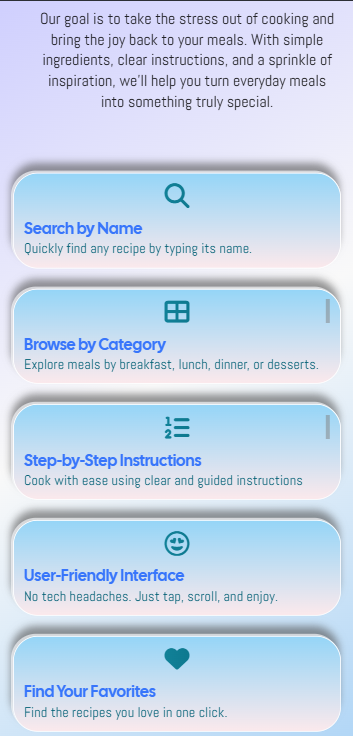 Our goal is to take the stress out of cooking and
bring the joy back to your meals. With simple
ingredients, clear instructions, and a sprinkle of
inspiration, we'll help you turn everyday meals
into something truly special.
Search by Name
Quickly find any recipe by typing its name.
Browse by Category
Explore meals by breakfast, lunch, dinner, or desserts.
1
2
Step-by-Step Instructions
Cook with ease using clear and guided instructions
User-Friendly Interface
No tech headaches. Just tap, scroll, and enjoy.
Find Your Favorites
Find the recipes you love in one click.